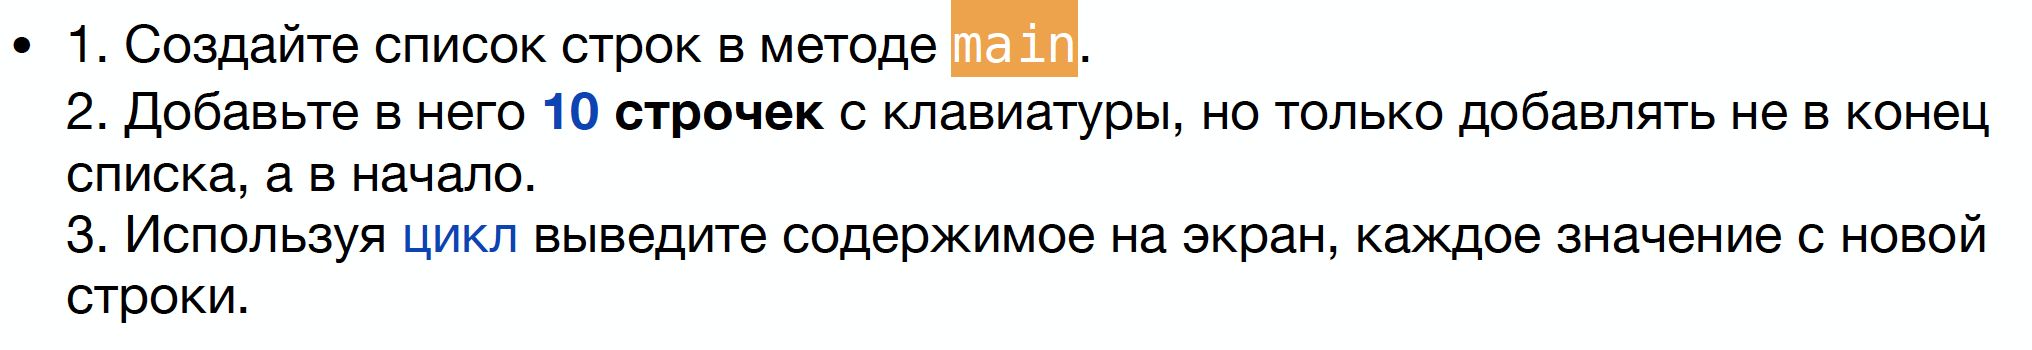 • 1. Создайте список строк в методе main.
2. Добавьте в него 10 строчек с клавиатуры, но только добавлять не в конец
списка, а в начало.
3. Используя цикл выведите содержимое на экран, каждое значение с новой
строки.